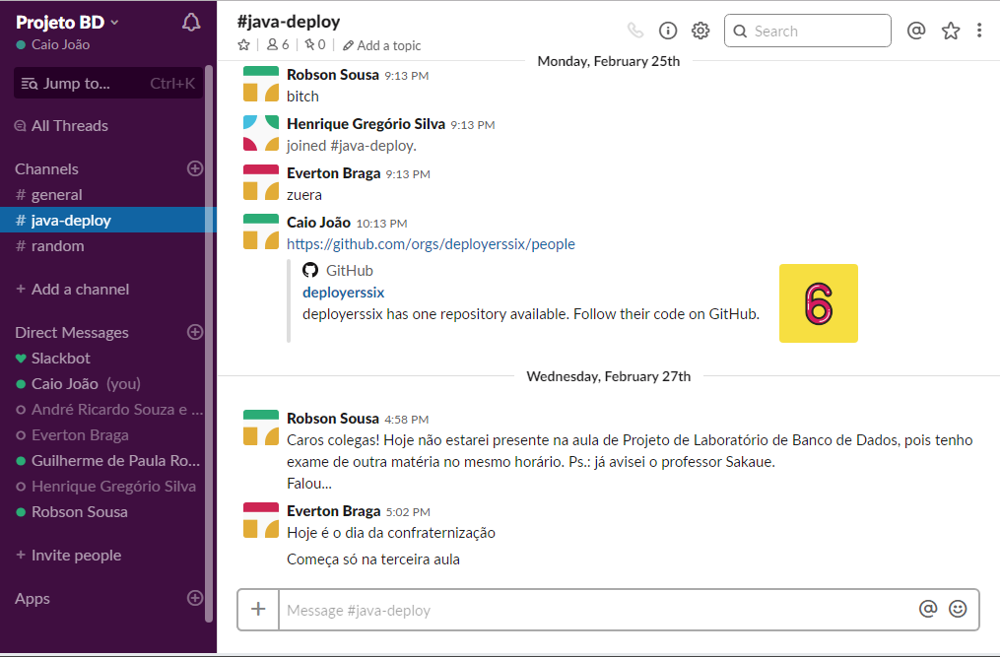 Projeto BD
Caio João
Jump to... Ctrl+K
All Threads
Channels
# general
# java-deploy
# random
+ Add a channel
Direct Messages
Slackbot
Caio João (you)
André Ricardo Souza e ...
Everton Braga
Guilherme de Paula Ro...
Henrique Gregório Silva
Robson Sousa
+ Invite people
Apps
#java-deploy
6 0 Add a topic
Search
Monday, February 25th
Robson Sousa 9:13 PM
bitch
Henrique Gregório Silva 9:13 PM
joined #java-deploy.
Everton Braga 9:13 PM
zuera
Caio João 10:13 PM
https://github.com/orgs/deployerssix/people
GitHub
deployerssix
deployerssix has one repository available. Follow their code on GitHub.
6
Wednesday, February 27th
Robson Sousa 4:58 PM
Caros colegas! Hoje não estarei presente na aula de Projeto de Laboratório de Banco de Dados, pois tenho
exame de outra matéria no mesmo horário. Ps.: já avisei o professor Sakaue.
Falou...
Everton Braga 5:02 PM
Hoje é o dia da confraternização
Começa só na terceira aula
+ Message #java-deploy @